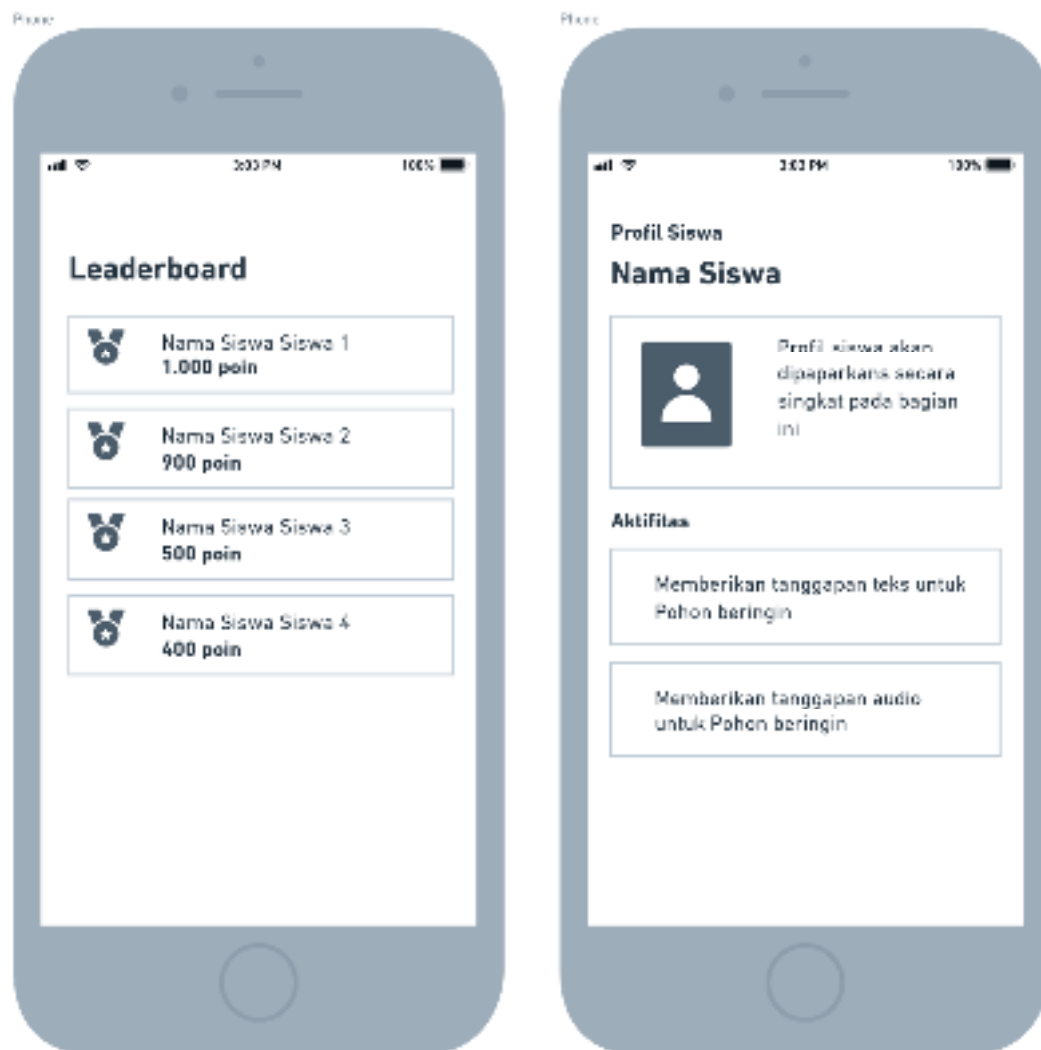 Phone
3:03 PM
100%
Leaderboard
Nama Siswa Siswa 1
1.000 poin
Nama Siswa Siswa 2
900 poin
Nama Siswa Siswa 3
500 poin
Nama Siswa Siswa 4
400 poin
Phone
3:03 PM
100%
Profil Siswa
Nama Siswa
Profil siswa akan
dipaparkans secara
singkat pada bagian
ini
Aktifitas
Memberikan tanggapan teks untuk
Pohon beringin
Memberikan tanggapan audio
untuk Pohon beringin